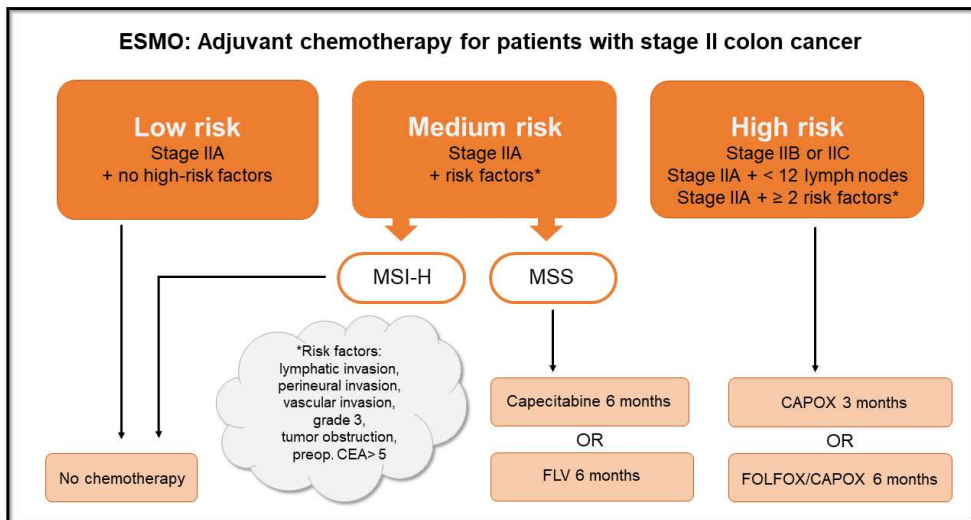 ESMO: Adjuvant chemotherapy for patients with stage II colon cancer
Low risk
Stage IIA
+ no high-risk factors
Medium risk
Stage IIA
+ risk factors*
High risk
Stage IIB or IIC
Stage IIA + < 12 lymph nodes
Stage IIA + ≥ 2 risk factors*
MSI-H
MSS
*Risk factors:
lymphatic invasion,
perineural invasion,
vascular invasion,
grade 3,
tumor obstruction,
preop. CEA> 5
No chemotherapy
Capecitabine 6 months
OR
FLV 6 months
CAPOX 3 months
OR
FOLFOX/CAPOX 6 months